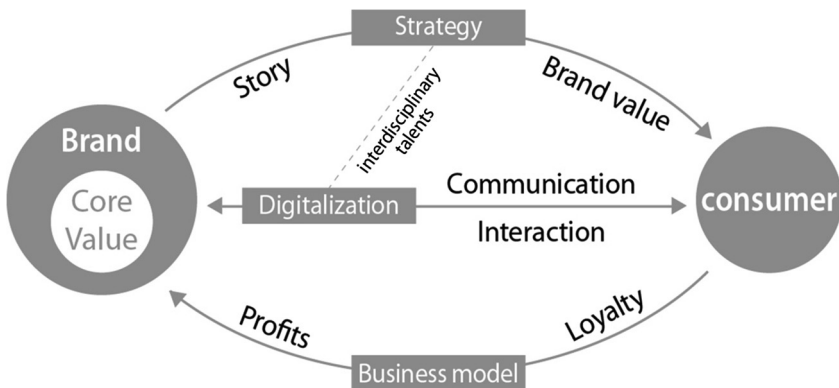 Strategy
Story
Brand value
interdisciplinary
talents
Brand
Core
Value
Digitalization
Communication
Interaction
consumer
Profits
Loyalty
Business model